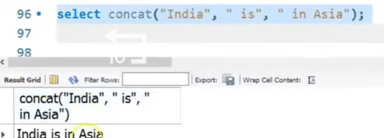 96 select concat("India", " is", " in Asia");
97
98
Result Grid Filter Rows: Export: Wrap Cell Content:
concat("India", " is", "
in Asia")
India is in Asia